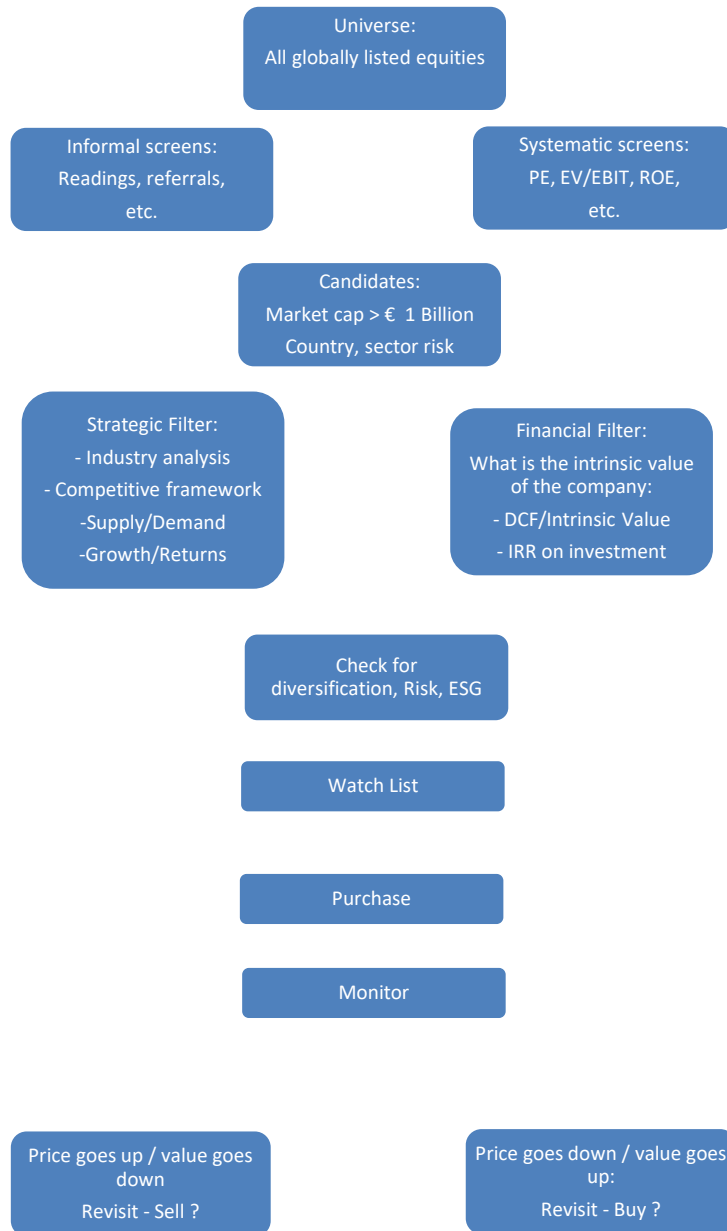 Universe:
All globally listed equities
Informal screens:
Readings, referrals,
etc.
Systematic screens:
PE, EV/EBIT, ROE,
etc.
Candidates:
Market cap > € 1 Billion
Country, sector risk
Strategic Filter:
- Industry analysis
- Competitive framework
-Supply/Demand
-Growth/Returns
Financial Filter:
What is the intrinsic value
of the company:
- DCF/Intrinsic Value
- IRR on investment
Check for
diversification, Risk, ESG
Watch List
Purchase
Monitor
Price goes up / value goes
down
Revisit - Sell ?
Price goes down / value goes
up:
Revisit - Buy ?